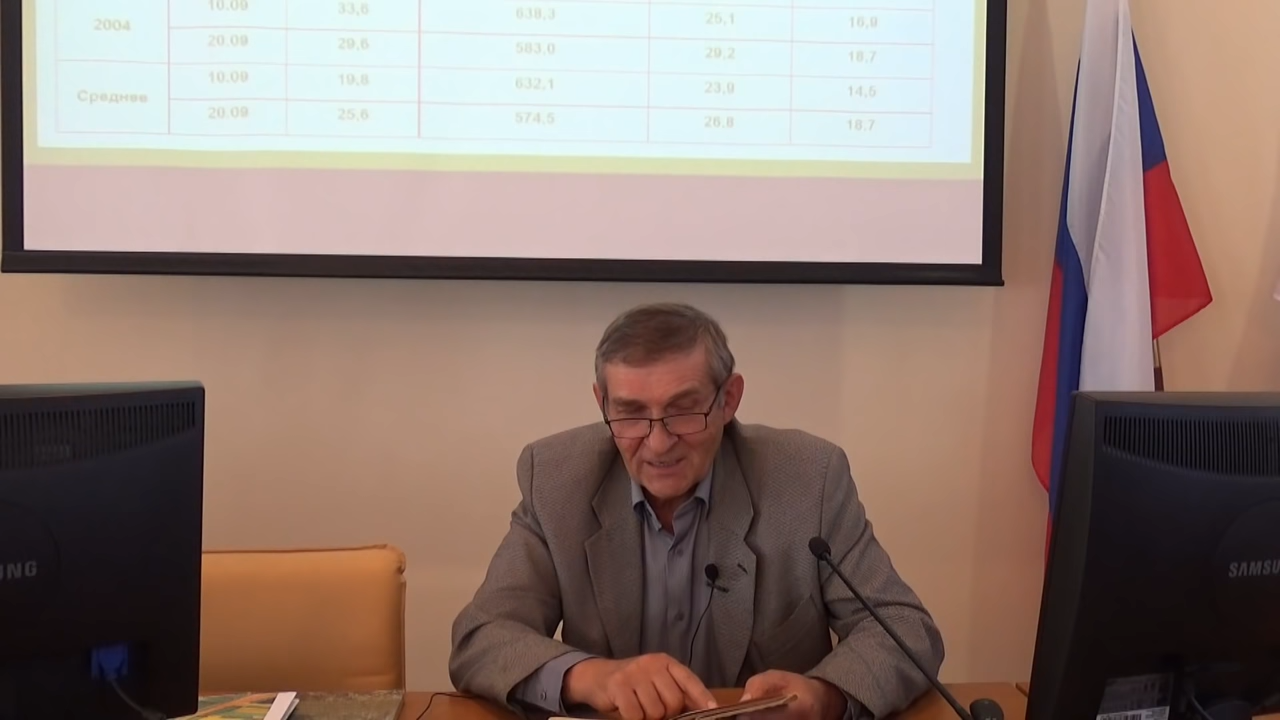 2004 10.09 33,6 638,3 25,1 16,9
20.09 29,6 583,0 29,2 18,7
Среднее 10.09 19,8 632,1 23,9 14,5
20.09 25,6 574,5 26,8 18,7
SAMSU
NG